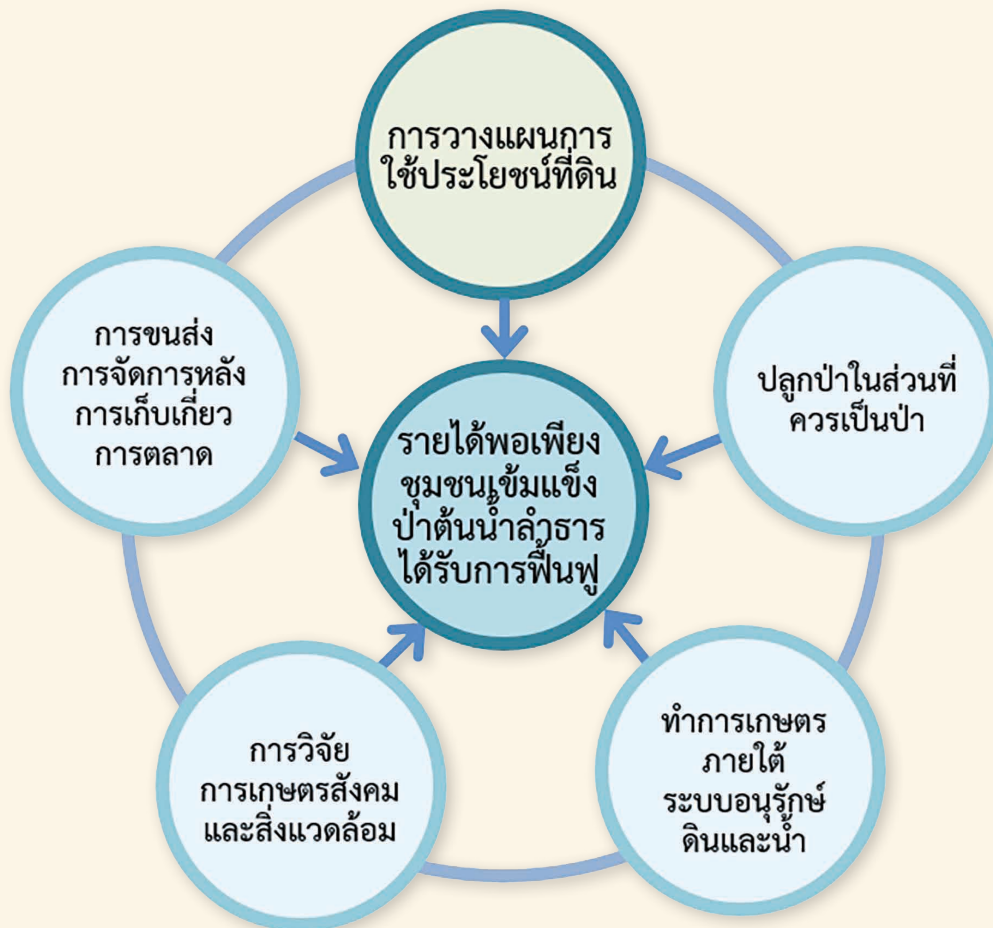 การวางแผนการ
ใช้ประโยชน์ที่ดิน
ปลูกป่าในส่วนที่
ควรเป็นป่า
ทำการเกษตร
ภายใต้
ระบบอนุรักษ์
ดินและน้ำ
การวิจัย
การเกษตรสังคม
และสิ่งแวดล้อม
การขนส่ง
การจัดการหลัง
การเก็บเกี่ยว
การตลาด
รายได้พอเพียง
ชุมชนเข้มแข็ง
ป่าต้นน้ำลำธาร
ได้รับการฟื้นฟู